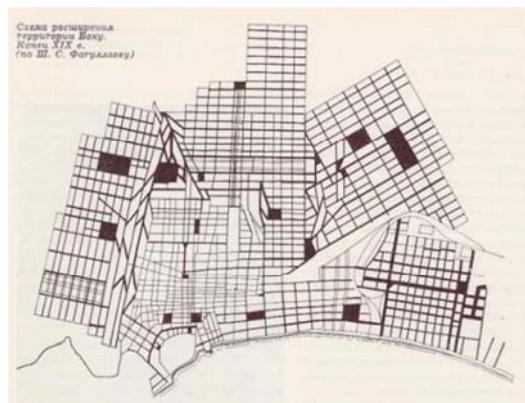 Схема расширения
территории Баку.
Конец XIX в.
(по Ш. С. Фатуллаеву)